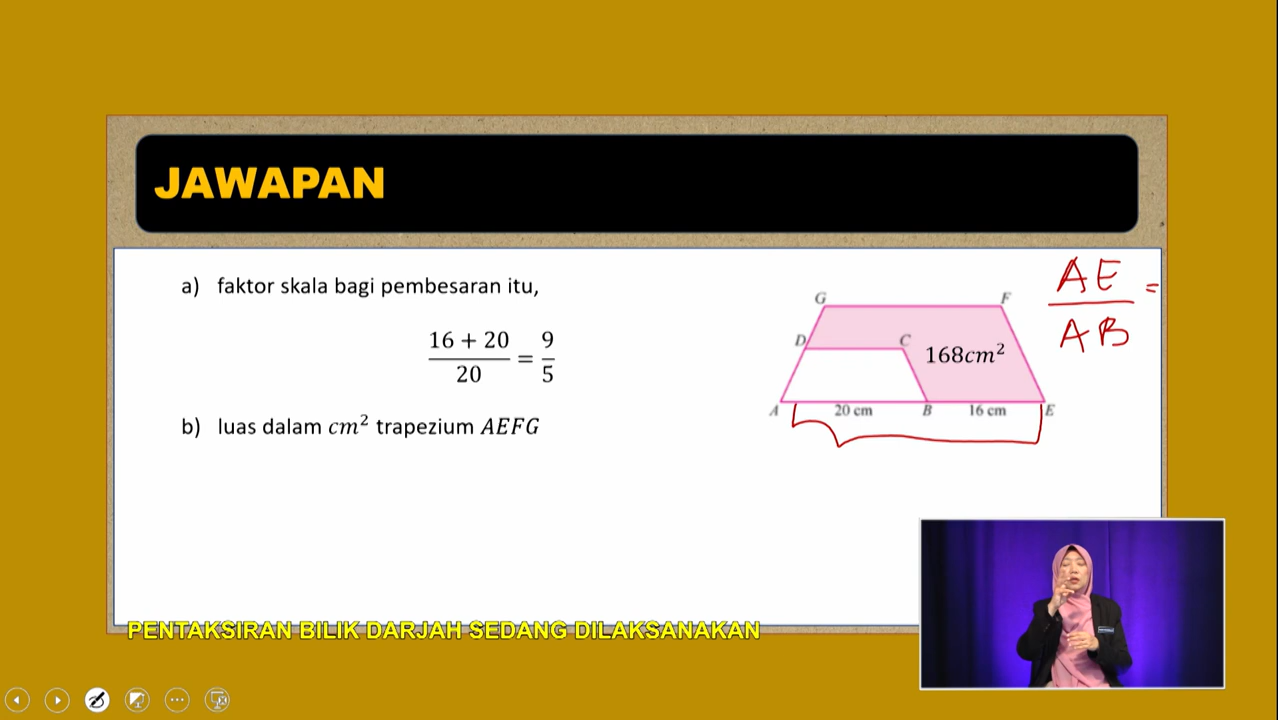 JAWAPAN
a) faktor skala bagi pembesaran itu,
16 + 20
20
=
9
5
b) luas dalam cm² trapezium AEFG
G F
D C 168cm²
A 20 cm B 16 cm E
AE
AB
=
PENTAKSIRAN BILIK DARJAH SEDANG DILAKSANAKAN